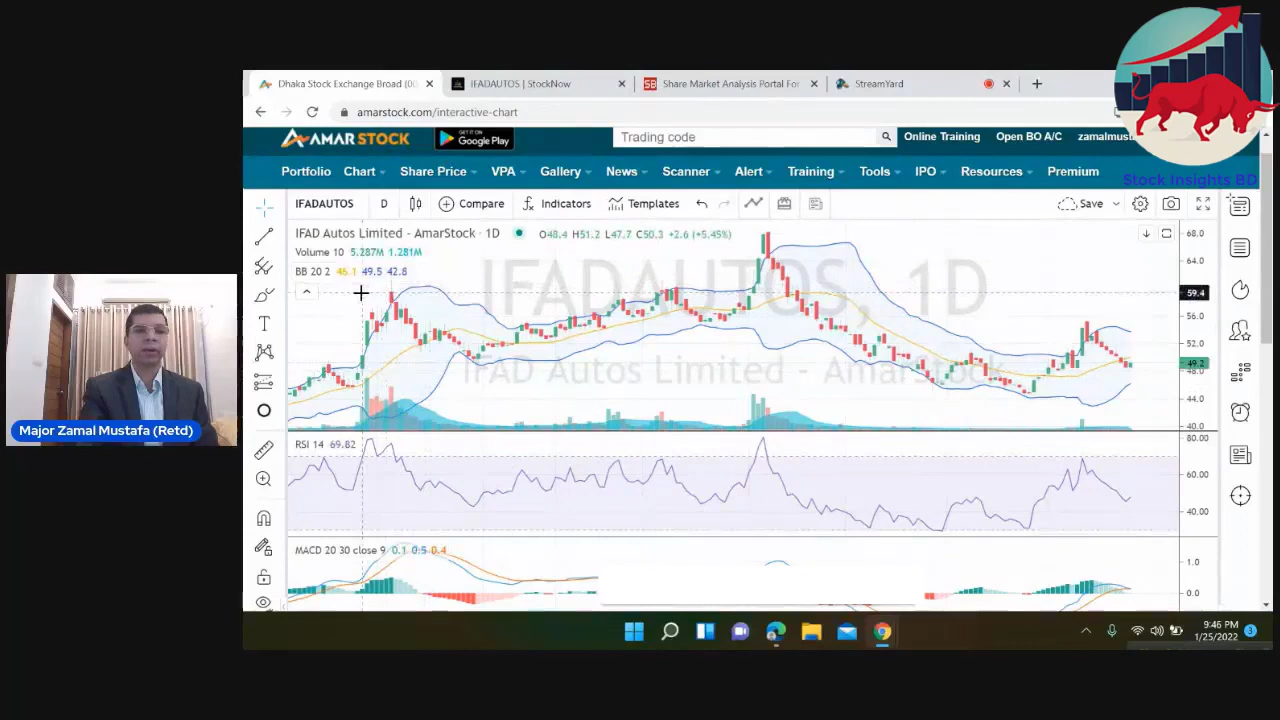 Dhaka Stock Exchange Broad (00
IFADAUTOS | StockNow
Share Market Analysis Portal For
StreamYard
amarstock.com/interactive-chart
AMAR STOCK
GET IT ON
Google Play
Trading code
Online Training
Open BO A/C
zamalmust
Portfolio
Chart
Share Price
VPA
Gallery
News
Scanner
Alert
Training
Tools
IPO
Resources
Premium
Stock Insights BD
IFADAUTOS
D
Compare
Indicators
Templates
Save
IFAD Autos Limited - AmarStock · 1D
O48.4 H51.2 L47.7 C50.3 +2.6 (+5.45%)
Volume 10 5.287M 1.281M
BB 20 2 46.1 49.5 42.8
IFADAUTOS, 1D
IFAD Autos Limited - AmarStock
68.0
64.0
59.4
56.0
52.0
49.2
48.0
44.0
40.0
RSI 14 69.82
80.00
60.00
40.00
MACD 20 30 close 9 0.1 0.5 0.4
1.0
0.0
Major Zamal Mustafa (Retd)
9:46 PM
1/25/2022
3